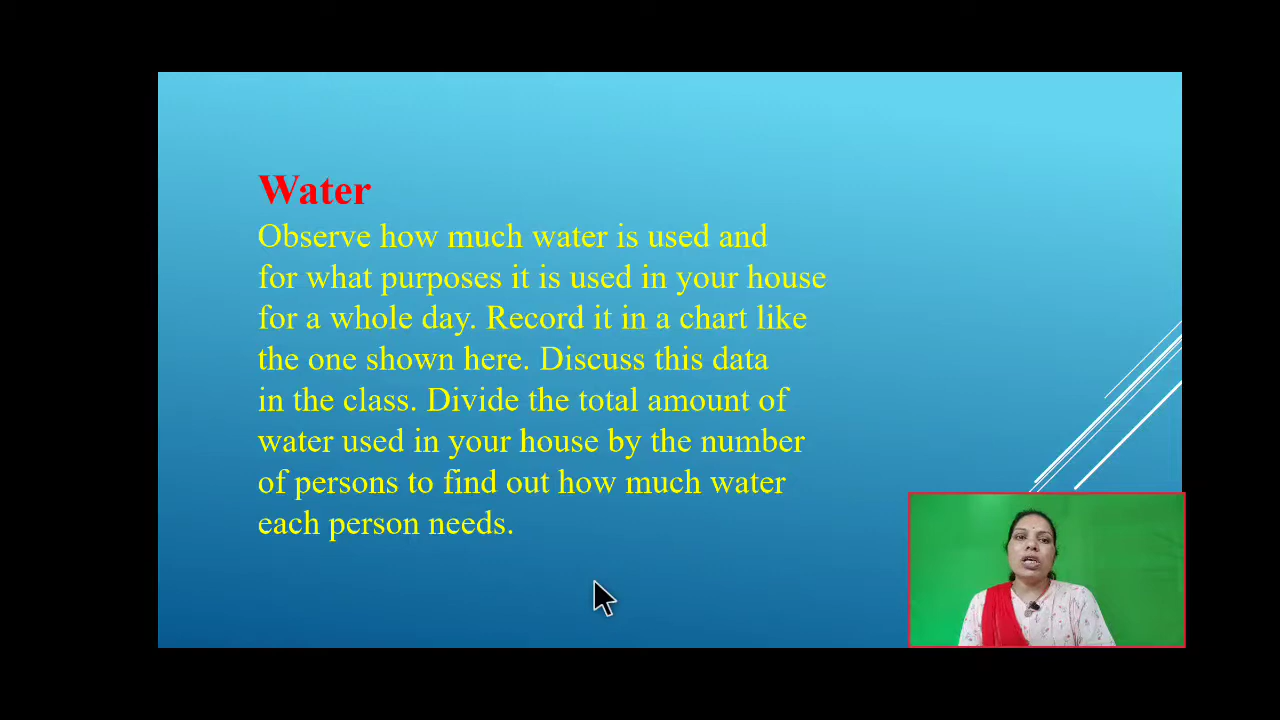 Water
Observe how much water is used and
for what purposes it is used in your house
for a whole day. Record it in a chart like
the one shown here. Discuss this data
in the class. Divide the total amount of
water used in your house by the number
of persons to find out how much water
each person needs.